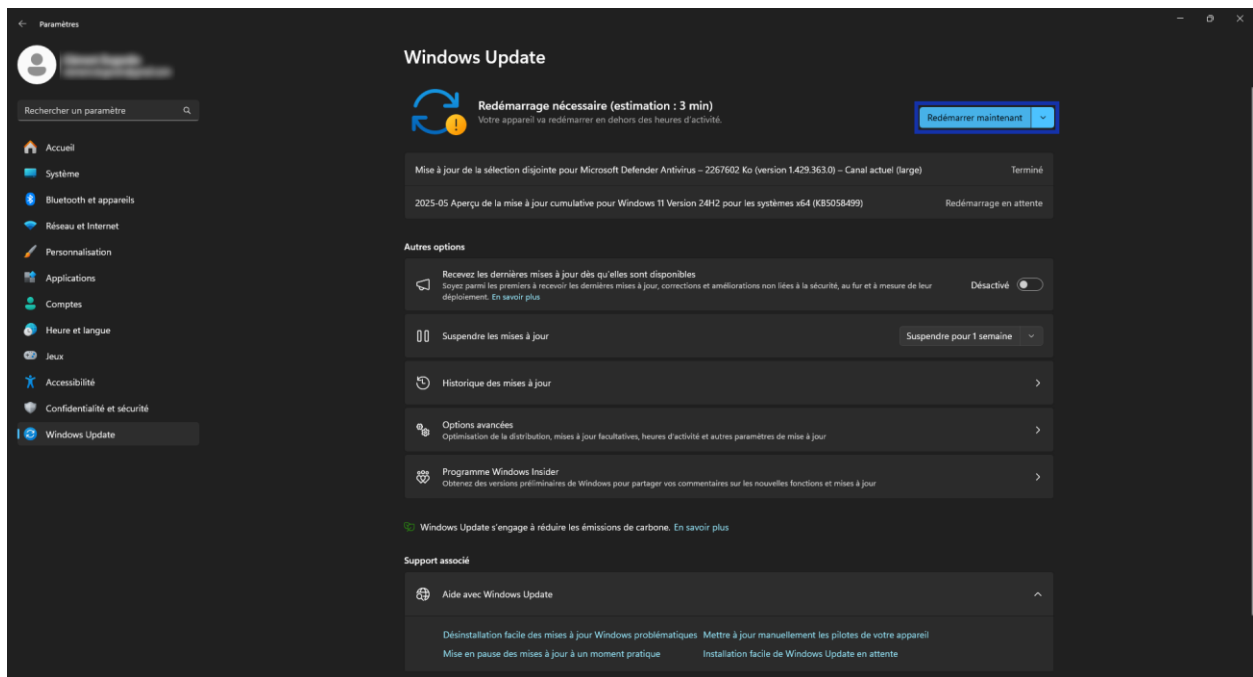 Paramètres
Rechercher un paramètre
Accueil
Système
Bluetooth et appareils
Réseau et Internet
Personnalisation
Applications
Comptes
Heure et langue
Jeux
Accessibilité
Confidentialité et sécurité
Windows Update
Windows Update
Redémarrage nécessaire (estimation : 3 min)
Votre appareil va redémarrer en dehors des heures d'activité.
Redémarrer maintenant
Mise à jour de la sélection disjointe pour Microsoft Defender Antivirus – 2267602 Ko (version 1.429.363.0) – Canal actuel (large)
Terminé
2025-05 Aperçu de la mise à jour cumulative pour Windows 11 Version 24H2 pour les systèmes x64 (KB5058499)
Redémarrage en attente
Autres options
Recevez les dernières mises à jour dès qu'elles sont disponibles
Soyez parmi les premiers à recevoir les dernières mises à jour, corrections et améliorations non liées à la sécurité, au fur et à mesure de leur
déploiement. En savoir plus
Désactivé
Suspendre les mises à jour
Suspendre pour 1 semaine
Historique des mises à jour
Options avancées
Optimisation de la distribution, mises à jour facultatives, heures d'activité et autres paramètres de mise à jour
Programme Windows Insider
Obtenez des versions préliminaires de Windows pour partager vos commentaires sur les nouvelles fonctions et mises à jour
Windows Update s'engage à réduire les émissions de carbone. En savoir plus
Support associé
Aide avec Windows Update
Désinstallation facile des mises à jour Windows problématiques
Mettre à jour manuellement les pilotes de votre appareil
Mise en pause des mises à jour à un moment pratique
Installation facile de Windows Update en attente